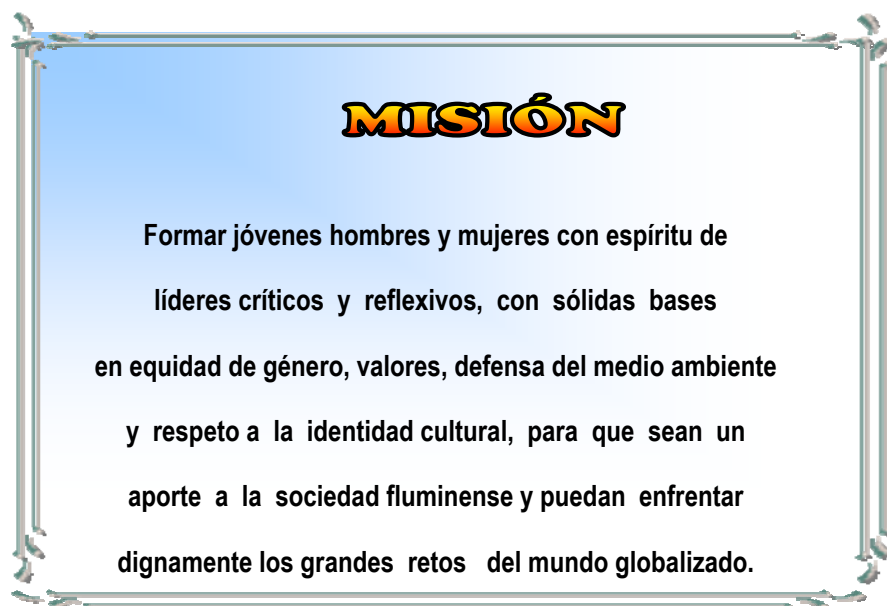 MISIÓN
Formar jóvenes hombres y mujeres con espíritu de
líderes críticos y reflexivos, con sólidas bases
en equidad de género, valores, defensa del medio ambiente
y respeto a la identidad cultural, para que sean un
aporte a la sociedad fluminense y puedan enfrentar
dignamente los grandes retos del mundo globalizado.